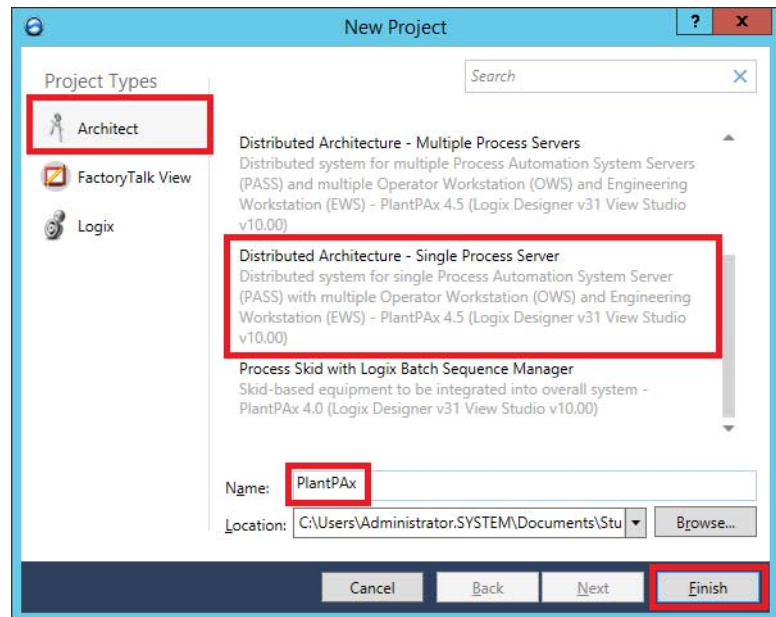 New Project
?
x
Project Types
Search
Architect
FactoryTalk View
Logix
Distributed Architecture - Multiple Process Servers
Distributed system for multiple Process Automation System Servers
(PASS) and multiple Operator Workstation (OWS) and Engineering
Workstation (EWS) - PlantPAx 4.5 (Logix Designer v31 View Studio
v10.00)
Distributed Architecture - Single Process Server
Distributed system for single Process Automation System Server
(PASS) with multiple Operator Workstation (OWS) and Engineering
Workstation (EWS) - PlantPAx 4.5 (Logix Designer v31 View Studio
v10.00)
Process Skid with Logix Batch Sequence Manager
Skid-based equipment to be integrated into overall system -
PlantPAx 4.0 (Logix Designer v31 View Studio v10.00)
Name: PlantPAx
Location: C:\Users\Administrator.SYSTEM\Documents\Stu Browse...
Cancel Back Next Finish